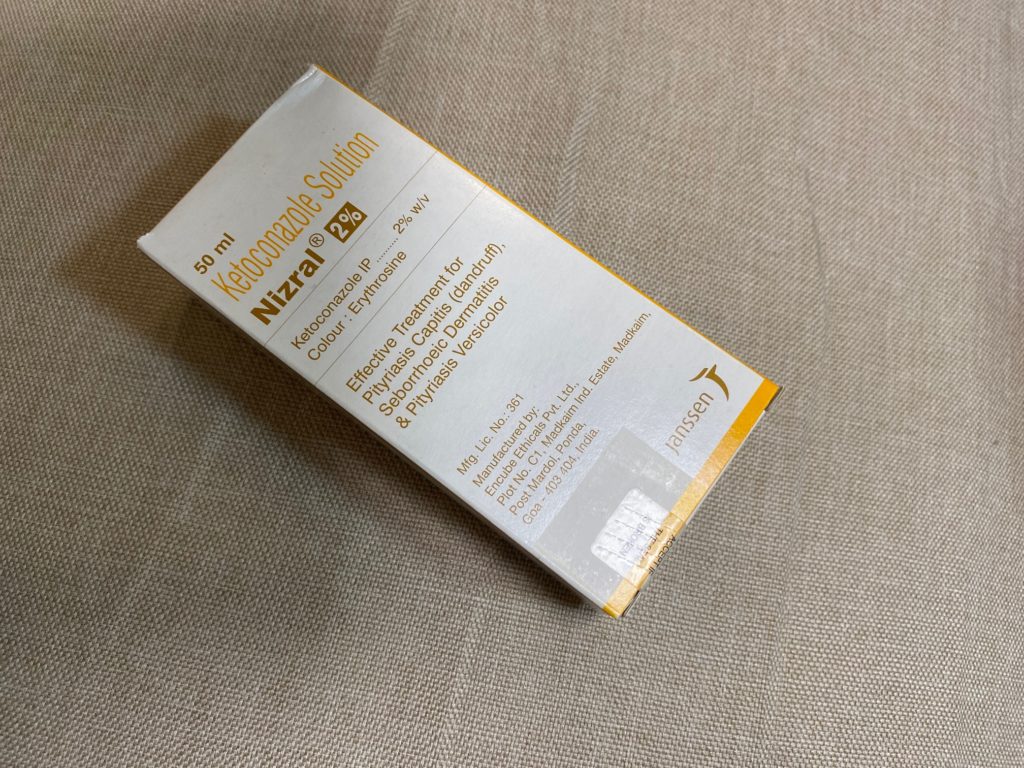 50 ml
Ketoconazole Solution
Nizral® 2%
Ketoconazole IP .......... 2% w/v
Colour : Erythrosine
Effective Treatment for
Pityriasis Capitis (dandruff),
Seborrhoeic Dermatitis
& Pityriasis Versicolor
Mfg. Lic. No.: 361
Manufactured by:
Encube Ethicals Pvt. Ltd.,
Plot No. C1, Madkaim Ind. Estate, Madkaim,
Post Mardol, Ponda,
Goa - 403 404, India.
janssen